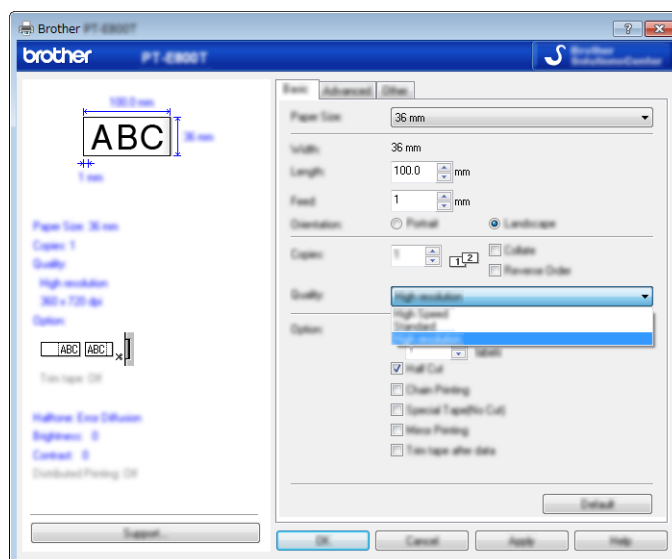 Brother PT-E800T
brother PT-E800T
Brother
SolutionsCenter
100.0 mm
ABC
36 mm
1 mm
Paper Size: 36 mm
Copies: 1
Quality:
High resolution
360 x 720 dpi
Option:
ABC ABC
Trim tape: Off
Halftone: Error Diffusion
Brightness: 0
Contrast: 0
Distributed Printing: Off
Support...
Basic Advanced Other
Paper Size: 36 mm
Width: 36 mm
Length: 100.0 mm
Feed: 1 mm
Orientation: Portrait Landscape
Copies: 1 1 2 Collate
Reverse Order
Quality: High resolution
High Speed
Standard
High resolution
Option:
labels
Half Cut
Chain Printing
Special Tape(No Cut)
Mirror Printing
Trim tape after data
Default
OK Cancel Apply Help